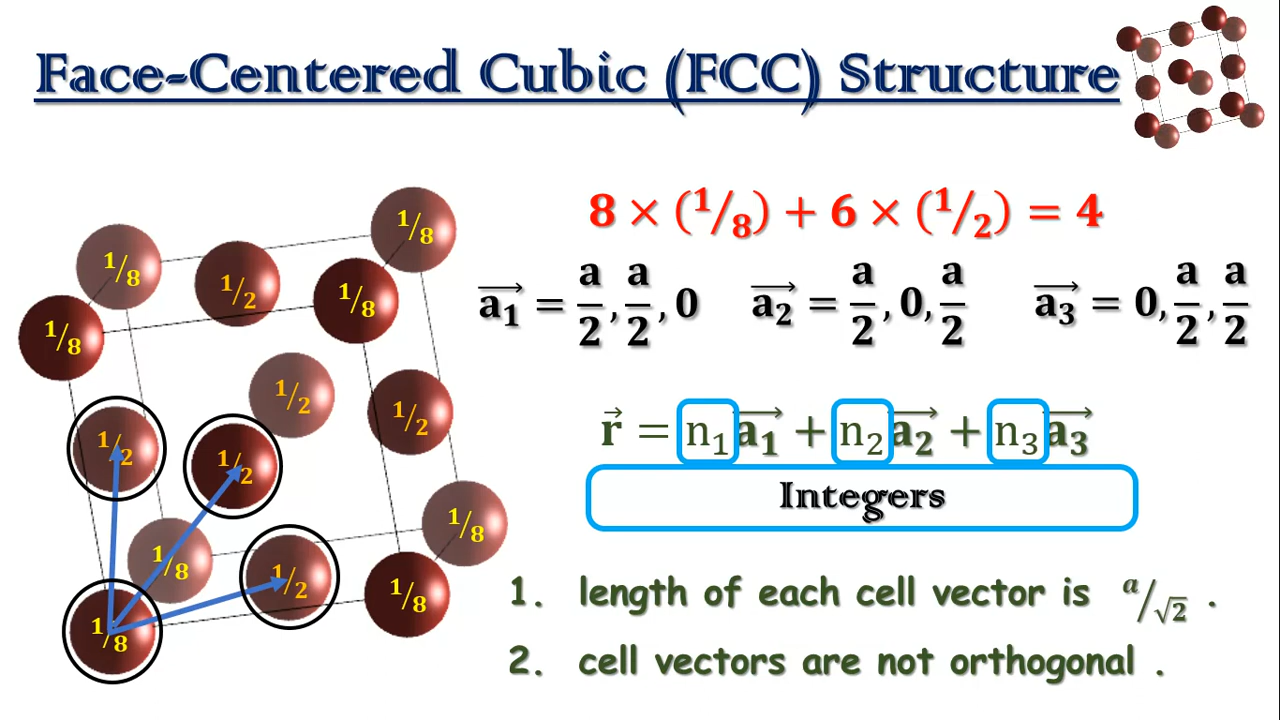 Face-Centered Cubic (FCC) Structure
8 × (1/8) + 6 × (1/2) = 4
a₁ = a/2, a/2, 0
a₂ = a/2, 0, a/2
a₃ = 0, a/2, a/2
r = n₁a₁ + n₂a₂ + n₃a₃
Integers
1. length of each cell vector is a/√2 .
2. cell vectors are not orthogonal .
1/8
1/8
1/2
1/8
1/8
1/2
1/2
1/2
1/2
1/8
1/8
1/2
1/8
1/8